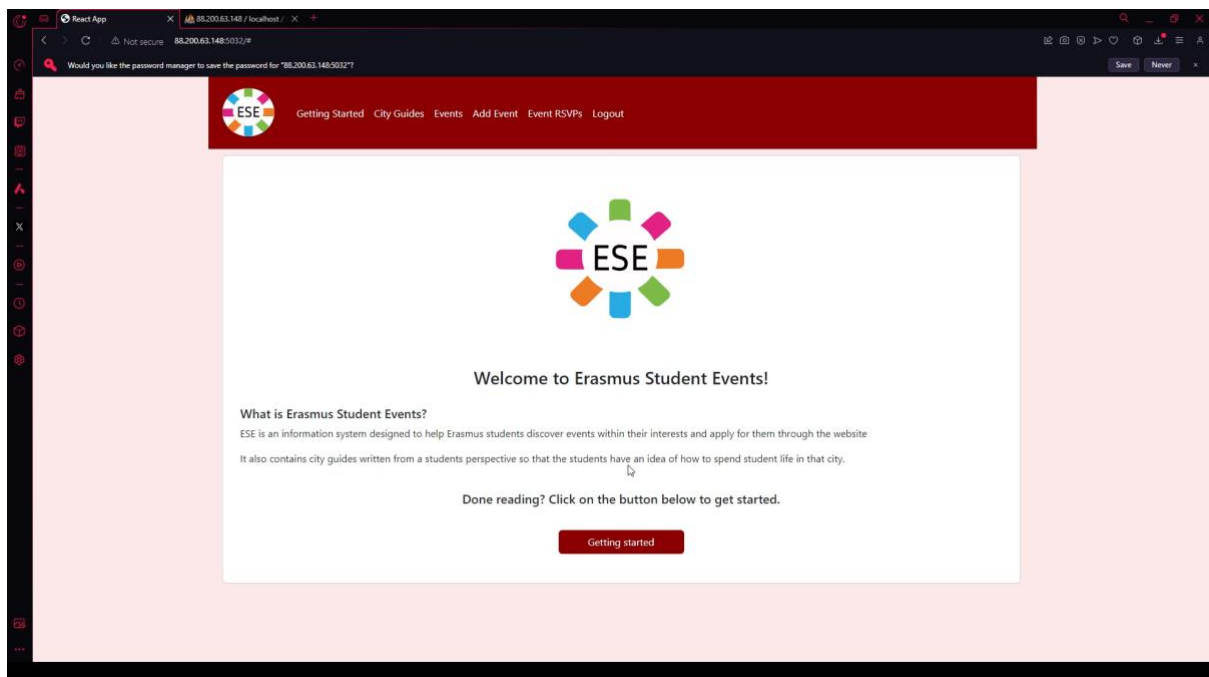 React App
88.200.63.148 / localhost /
Not secure 88.200.63.148:5032/#
Would you like the password manager to save the password for "88.200.63.148:5032"?
Save Never
ESE
Getting Started City Guides Events Add Event Event RSVPs Logout
ESE
Welcome to Erasmus Student Events!
What is Erasmus Student Events?
ESE is an information system designed to help Erasmus students discover events within their interests and apply for them through the website
It also contains city guides written from a students perspective so that the students have an idea of how to spend student life in that city.
Done reading? Click on the button below to get started.
Getting started